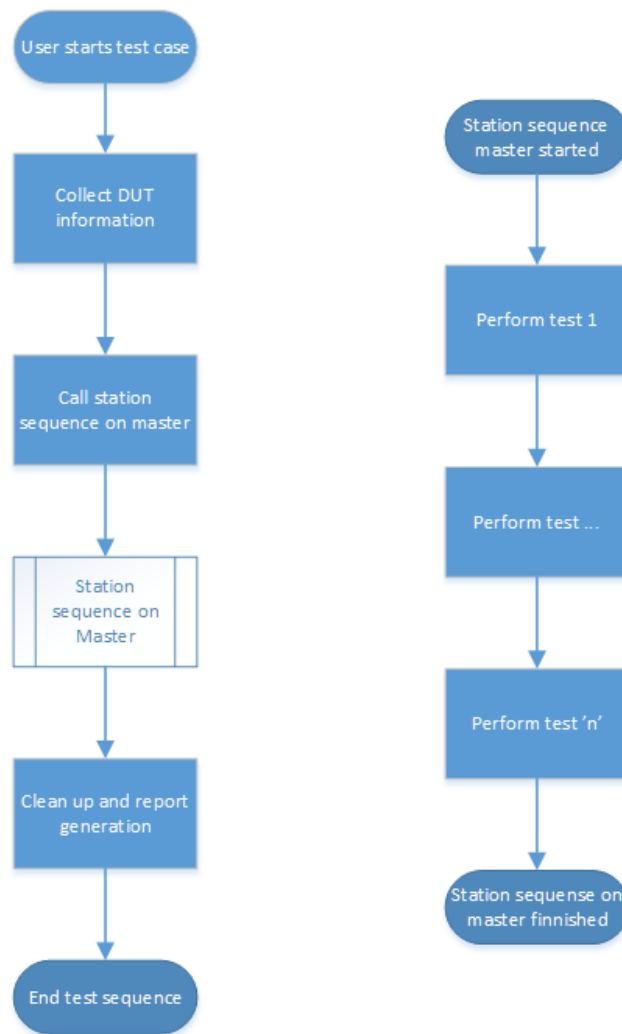 User starts test case
Collect DUT
information
Call station
sequence on master
Station
sequence on
Master
Clean up and report
generation
End test sequence
Station sequence
master started
Perform test 1
Perform test ...
Perform test ’n’
Station sequense on
master finnished